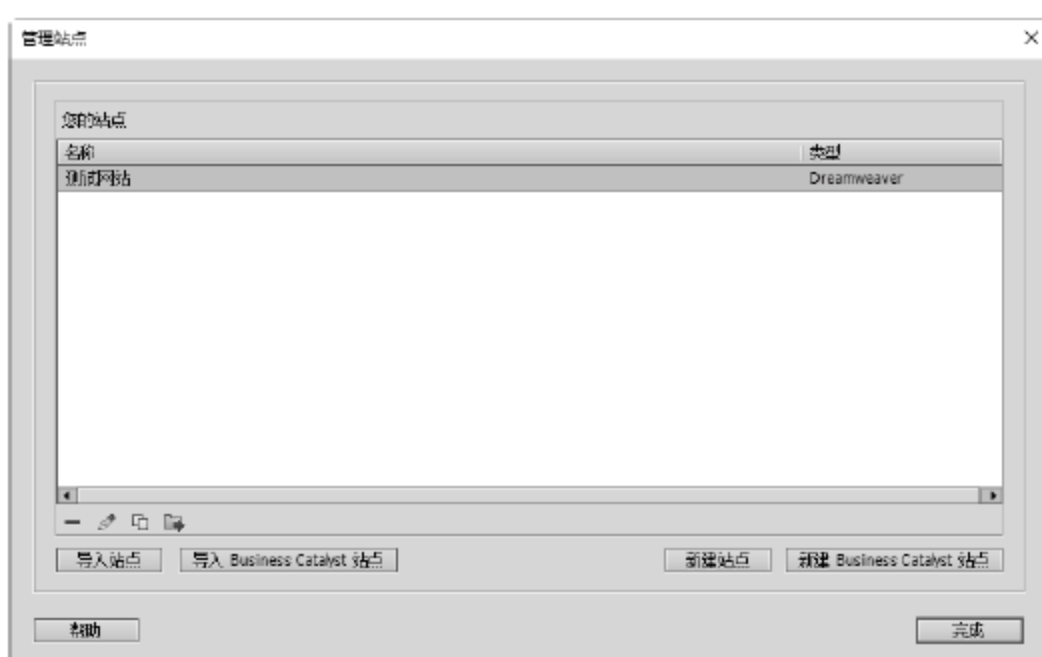 管理站点
您的站点
名称 类型
测试网站 Dreamweaver
导入站点 导入 Business Catalyst 站点 新建站点 新建 Business Catalyst 站点
帮助 完成